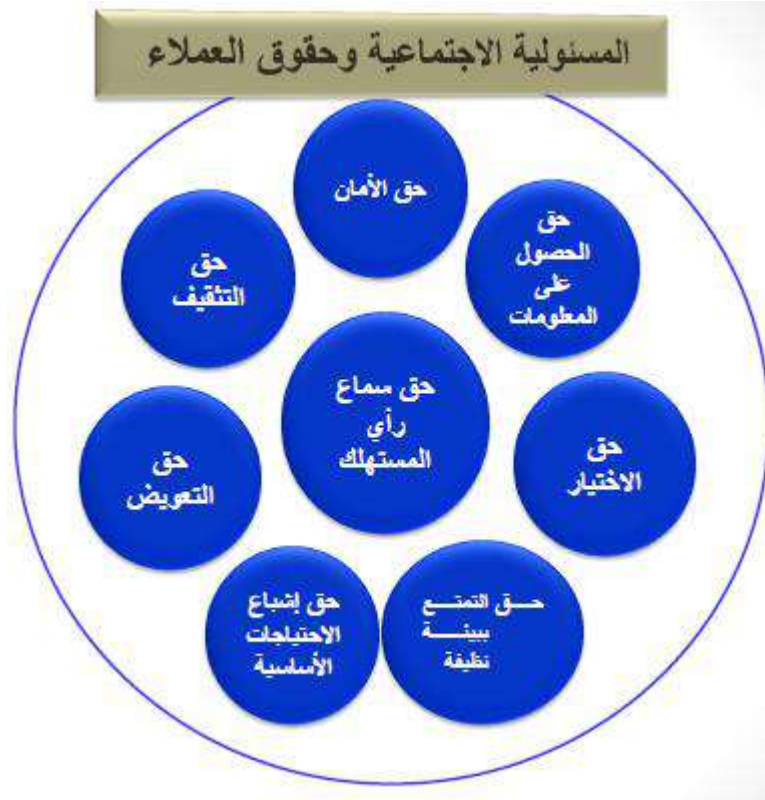 المسئولية الاجتماعية وحقوق العملاء
حق الأمان
حق
الحصول
على
المعلومات
حق
التثقيف
حق سماع
رأي
المستهلك
حق
الاختيار
حق
التعويض
حـــق التمتـــع
ببيئـــــة
نظيفة
حق إشباع
الاحتياجات
الأساسية